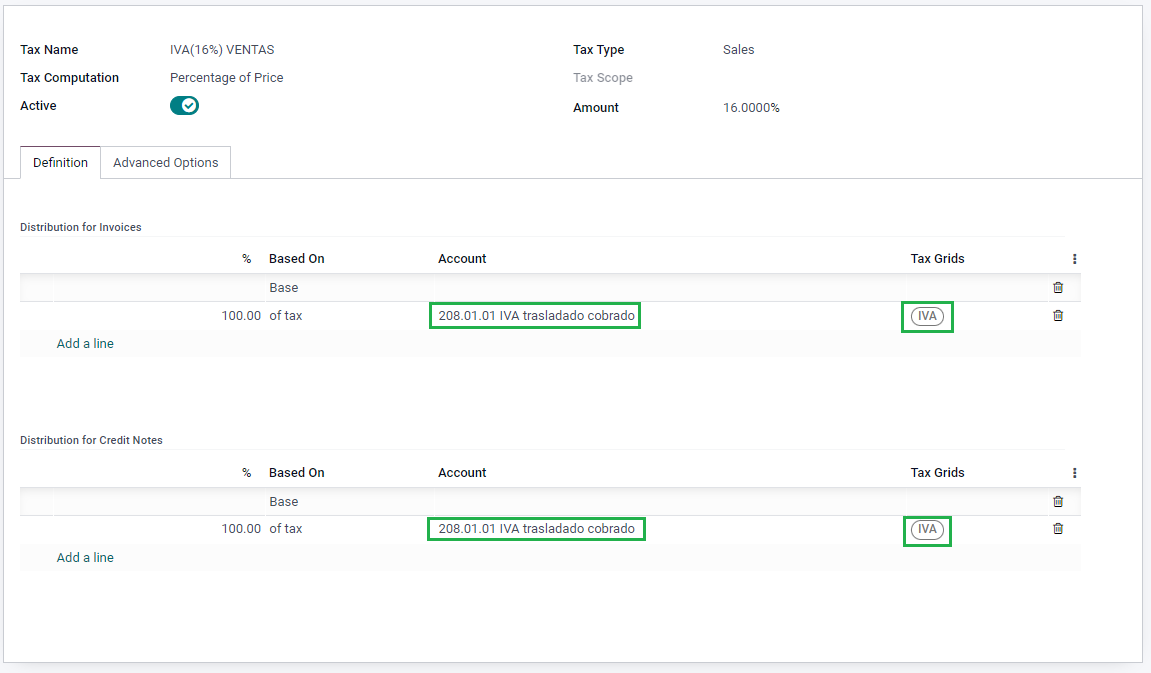 Tax Name IVA(16%) VENTAS Tax Type Sales
Tax Computation Percentage of Price Tax Scope
Active Amount 16.0000%
Definition Advanced Options
Distribution for Invoices
% Based On Account Tax Grids
Base
100.00 of tax 208.01.01 IVA trasladado cobrado IVA
Add a line
Distribution for Credit Notes
% Based On Account Tax Grids
Base
100.00 of tax 208.01.01 IVA trasladado cobrado IVA
Add a line